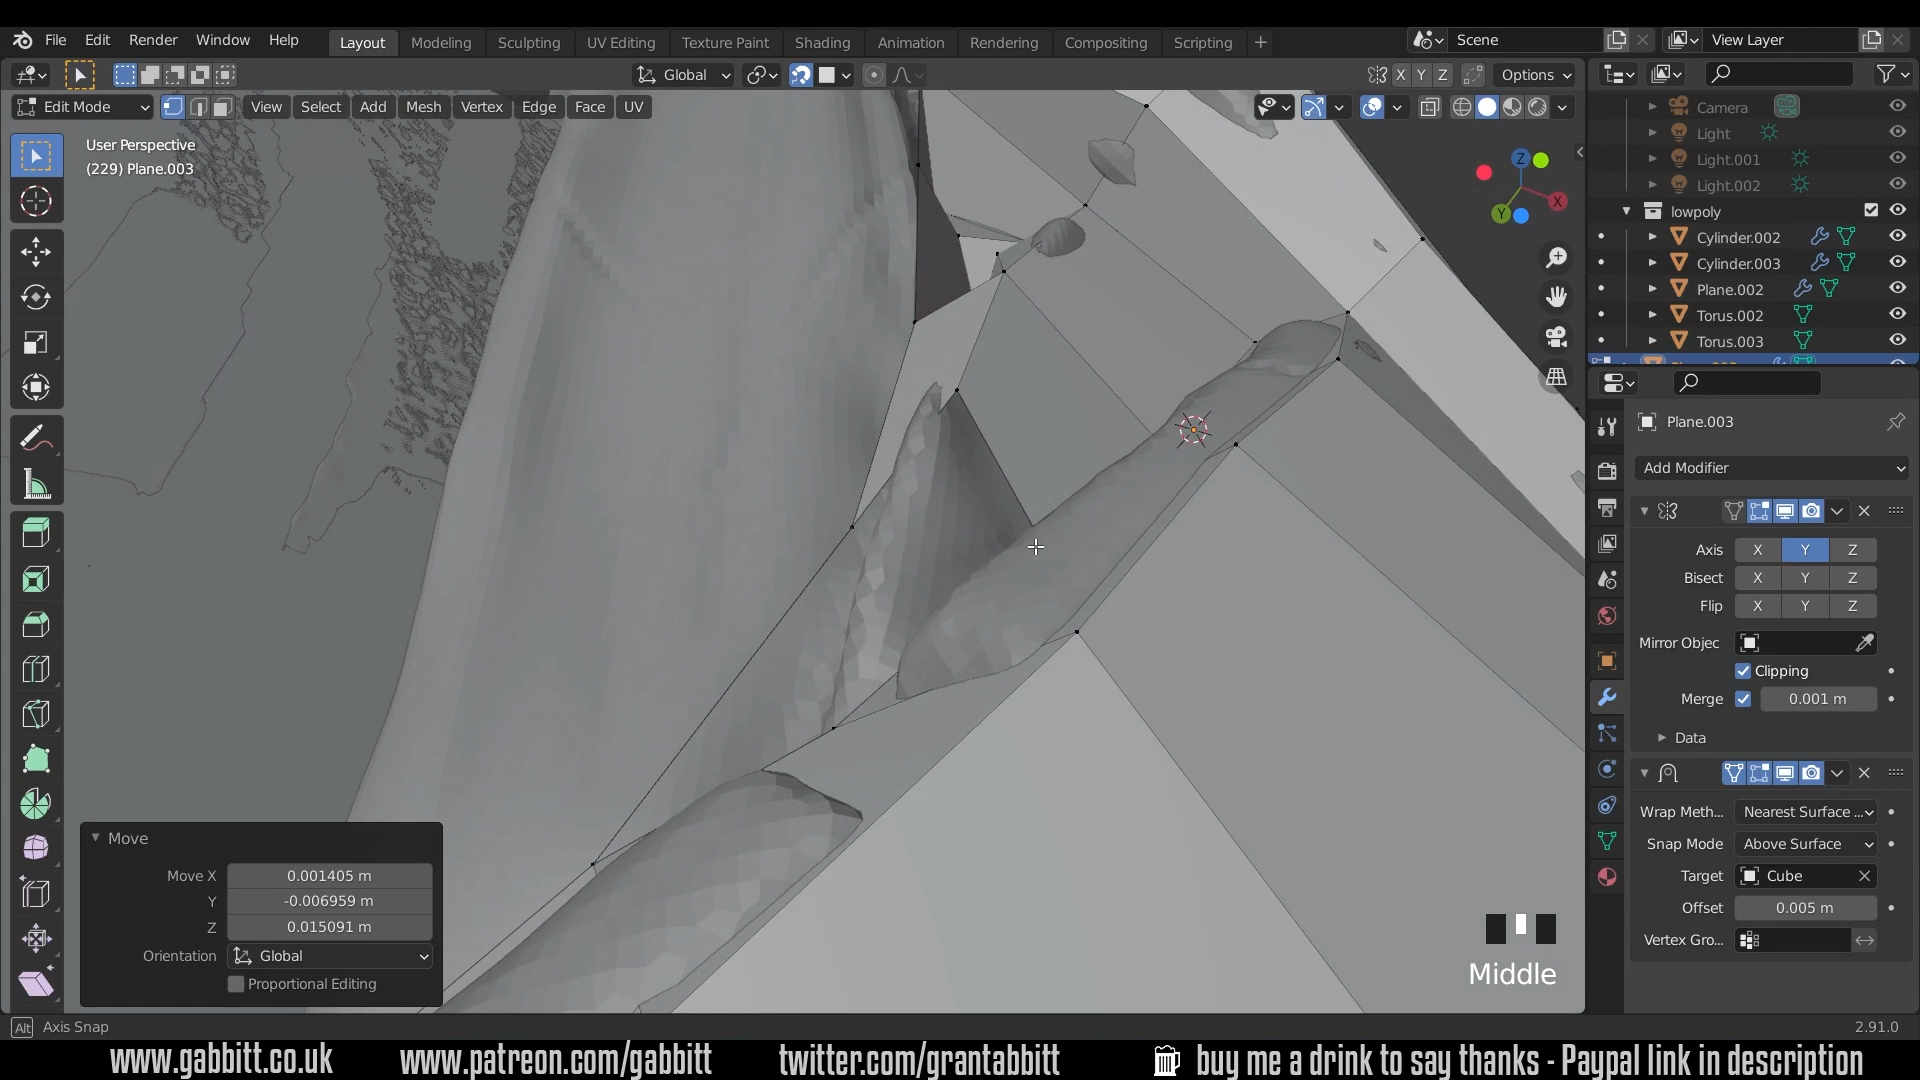 File Edit Render Window Help Layout Modeling Sculpting UV Editing Texture Paint Shading Animation Rendering Compositing Scripting Scene View Layer
Global X Y Z Options
Edit Mode View Select Add Mesh Vertex Edge Face UV
User Perspective
(229) Plane.003
Z
X
Y
Camera
Light
Light.001
Light.002
lowpoly
Cylinder.002
Cylinder.003
Plane.002
Torus.002
Torus.003
Plane.003
Add Modifier
Axis X Y Z
Bisect X Y Z
Flip X Y Z
Mirror Objec
Clipping
Merge 0.001 m
Data
Wrap Meth... Nearest Surface ...
Snap Mode Above Surface
Target Cube
Offset 0.005 m
Vertex Gro...
Move
Move X 0.001405 m
Y -0.006959 m
Z 0.015091 m
Orientation Global
Proportional Editing
Middle
Alt Axis Snap
2.91.0
www.gabbitt.co.uk www.patreon.com/gabbitt twitter.com/grantabbitt buy me a drink to say thanks - Paypal link in description